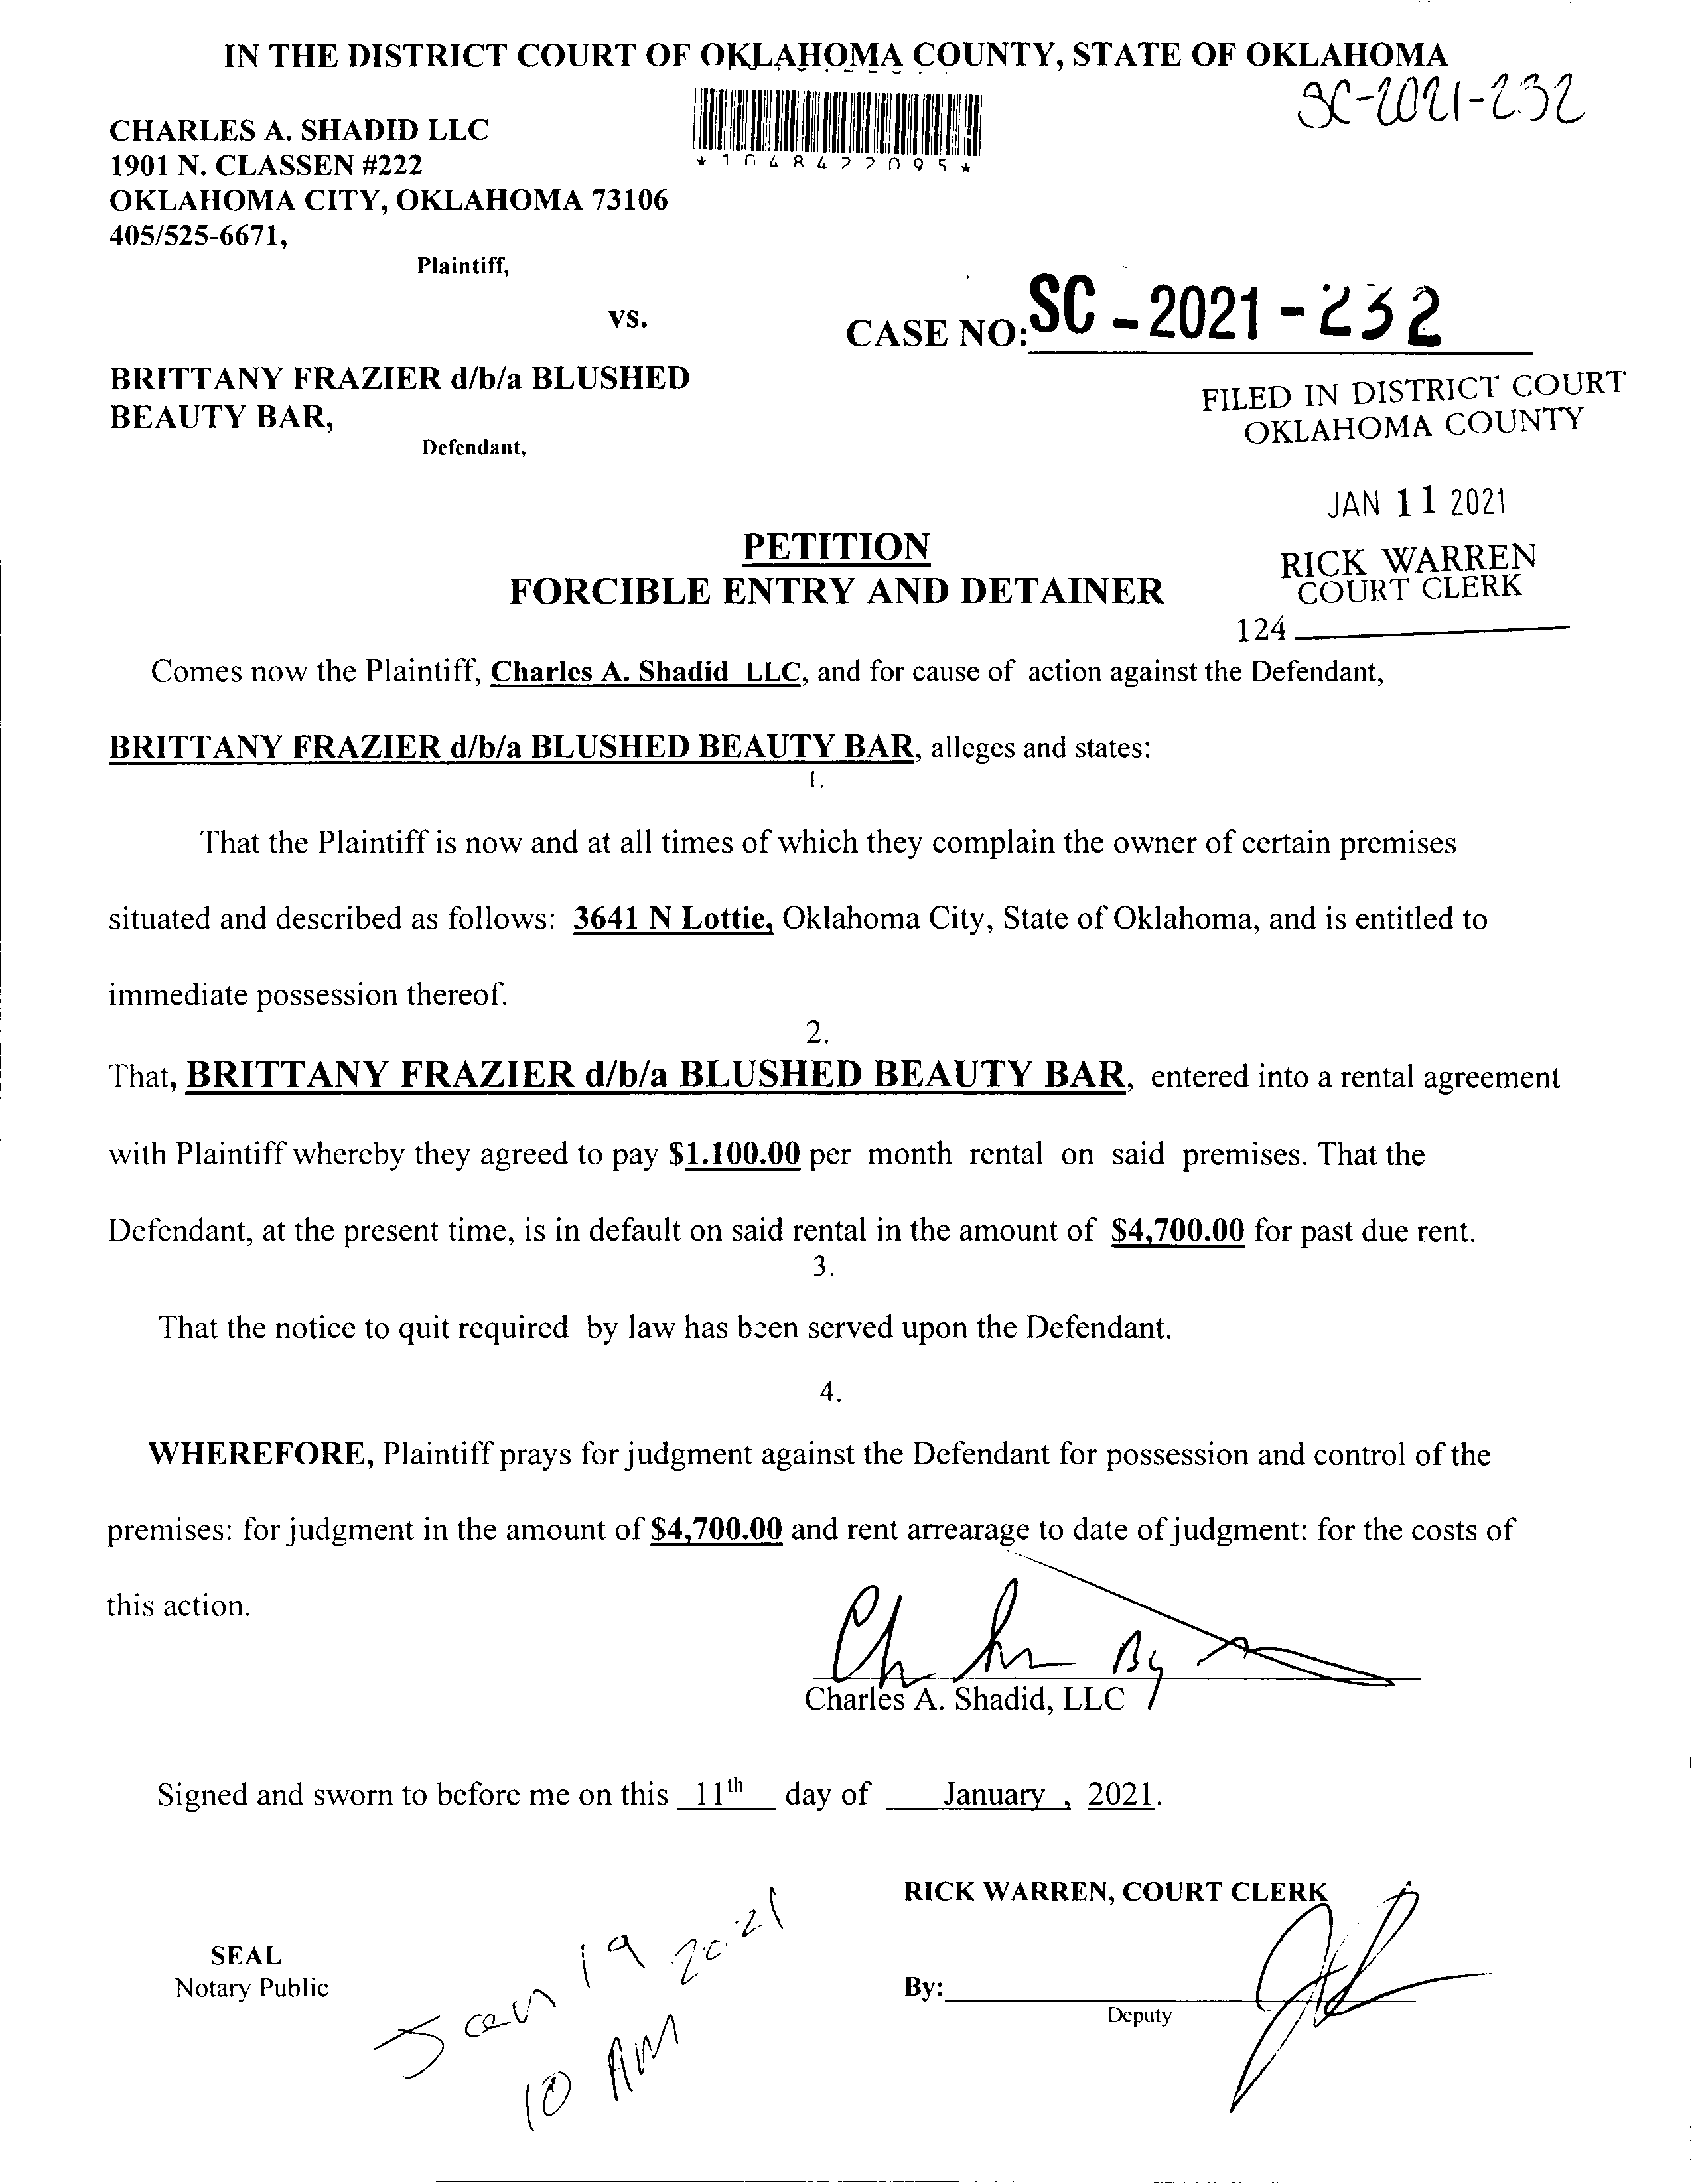 IN THE DISTRICT COURT OF OKLAHOMA COUNTY, STATE OF OKLAHOMA
SC-2021-232
CHARLES A. SHADID LLC
1901 N. CLASSEN #222
*1048422095*
OKLAHOMA CITY, OKLAHOMA 73106
405/525-6671,
Plaintiff,
vs.
CASE NO: SC-2021-232
BRITTANY FRAZIER d/b/a BLUSHED
BEAUTY BAR,
Defendant,
FILED IN DISTRICT COURT
OKLAHOMA COUNTY
JAN 11 2021
RICK WARREN
COURT CLERK
124
PETITION
FORCIBLE ENTRY AND DETAINER
Comes now the Plaintiff, Charles A. Shadid LLC, and for cause of action against the Defendant,
BRITTANY FRAZIER d/b/a BLUSHED BEAUTY BAR, alleges and states:
1.
That the Plaintiff is now and at all times of which they complain the owner of certain premises
situated and described as follows: 3641 N Lottie, Oklahoma City, State of Oklahoma, and is entitled to
immediate possession thereof.
2.
That, BRITTANY FRAZIER d/b/a BLUSHED BEAUTY BAR, entered into a rental agreement
with Plaintiff whereby they agreed to pay $1.100.00 per month rental on said premises. That the
Defendant, at the present time, is in default on said rental in the amount of $4,700.00 for past due rent.
3.
That the notice to quit required by law has been served upon the Defendant.
4.
WHEREFORE, Plaintiff prays for judgment against the Defendant for possession and control of the
premises: for judgment in the amount of $4,700.00 and rent arrearage to date of judgment: for the costs of
this action.
By
Charles A. Shadid, LLC
Signed and sworn to before me on this 11th day of January, 2021.
RICK WARREN, COURT CLERK
SEAL
Notary Public
By:
Deputy
Jan 19 2021
10 AM